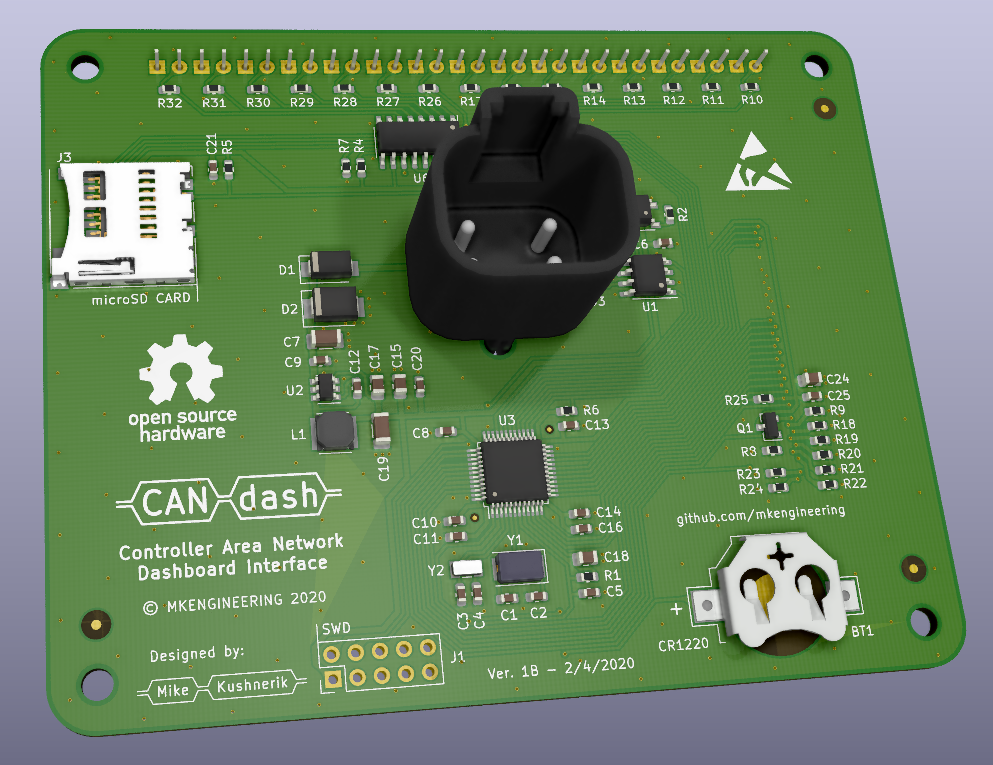 R32 R31 R30 R29 R28 R27 R26 R14 R13 R12 R11 R10
J3
C21
R5
R7
R4
R2
microSD CARD
D1
U1
D2
C7
C9
C12
C17
C15
C20
U2
L1
C19
open source
hardware
C8
U3
R6
C13
C24
C25
R25
R9
Q1
R18
R19
R3
R20
R21
R23
R22
R24
CAN dash
Controller Area Network
Dashboard Interface
© MKENGINEERING 2020
C10
C11
C14
C16
Y1
Y2
C18
R1
C5
C3
C4
C1
C2
github.com/mkengineering
+
CR1220
BT1
SWD
J1
Designed by:
Mike Kushnerik
Ver. 1B - 2/4/2020